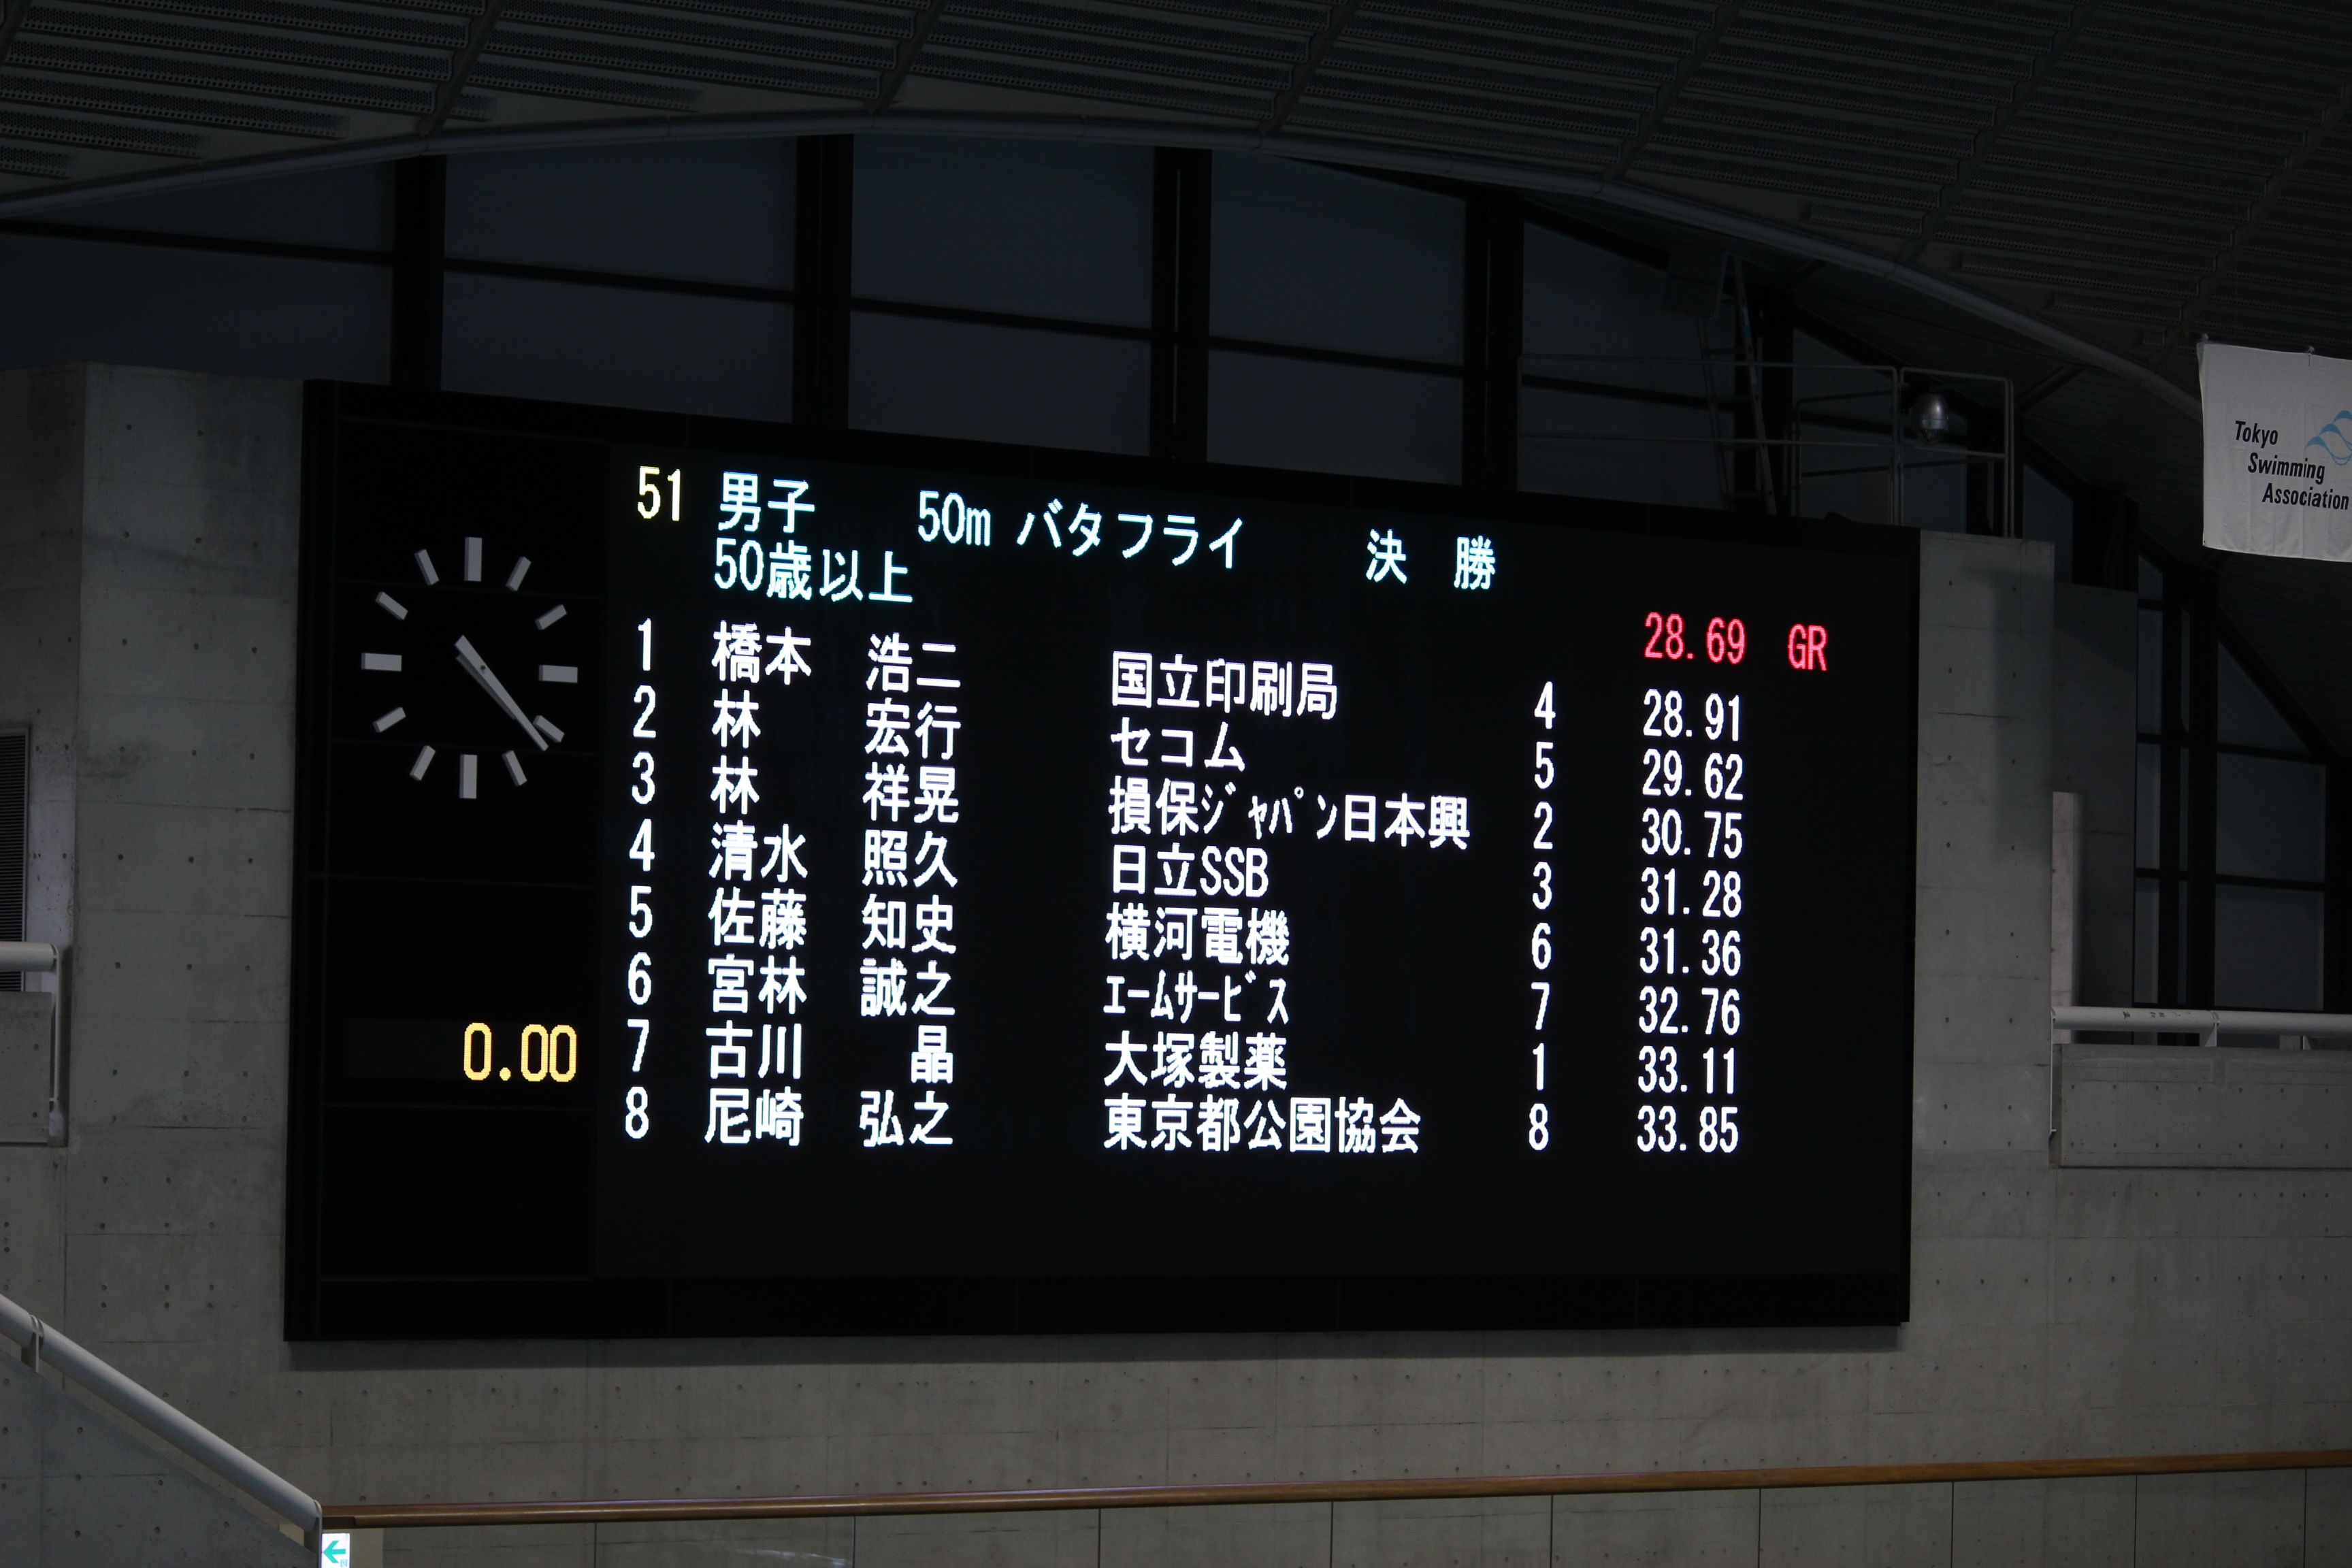 51 男子 50m バタフライ 決 勝
50歳以上
28.69 GR
1 橋本 浩二 国立印刷局 4 28.91
2 林 宏行 セコム 5 29.62
3 林 祥晃 損保ｼﾞｬﾊﾟﾝ日本興 2 30.75
4 清水 照久 日立SSB 3 31.28
5 佐藤 知史 横河電機 6 31.36
6 宮林 誠之 ｴｰﾑｻｰﾋﾞｽ 7 32.76
7 古川 晶 大塚製薬 1 33.11
8 尼崎 弘之 東京都公園協会 8 33.85
0.00
Tokyo
Swimming
Association